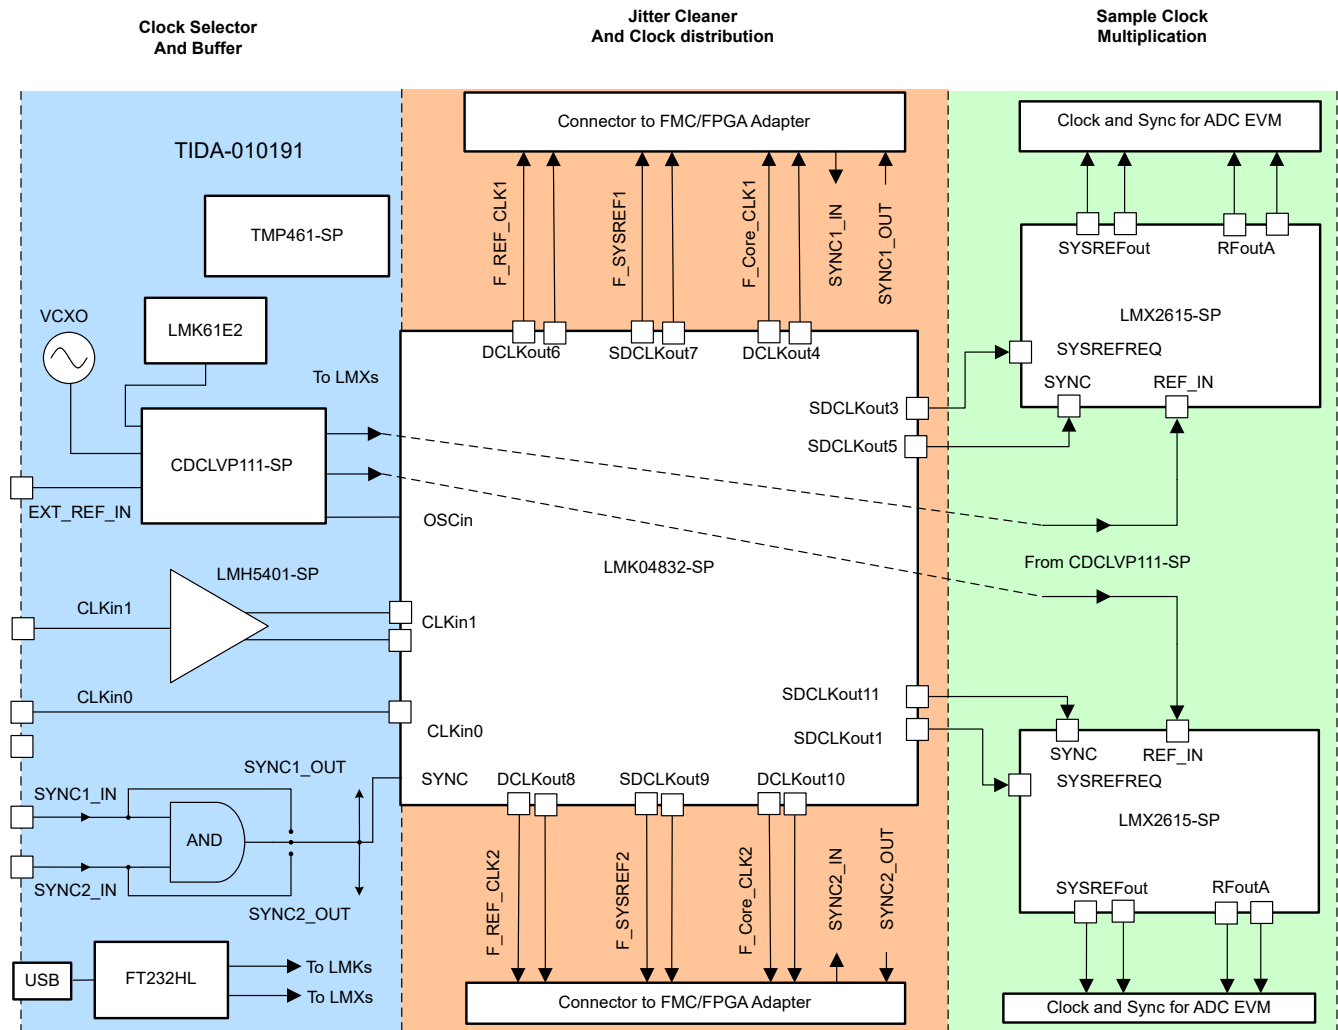 Clock Selector
And Buffer
Jitter Cleaner
And Clock distribution
Sample Clock
Multiplication
TIDA-010191
TMP461-SP
VCXO
LMK61E2
To LMXs
CDCLVP111-SP
EXT_REF_IN
OSCin
LMH5401-SP
CLKin1
CLKin1
CLKin0
CLKin0
SYNC1_OUT
SYNC
SYNC1_IN
AND
SYNC2_IN
SYNC2_OUT
USB
FT232HL
To LMKs
To LMXs
Connector to FMC/FPGA Adapter
F_REF_CLK1
F_SYSREF1
F_Core_CLK1
SYNC1_IN
SYNC1_OUT
DCLKout6
SDCLKout7
DCLKout4
SDCLKout3
SDCLKout5
LMK04832-SP
SDCLKout11
SDCLKout1
DCLKout8
SDCLKout9
DCLKout10
F_REF_CLK2
F_SYSREF2
F_Core_CLK2
SYNC2_IN
SYNC2_OUT
Connector to FMC/FPGA Adapter
Clock and Sync for ADC EVM
SYSREFout
RFoutA
LMX2615-SP
SYSREFREQ
SYNC
REF_IN
From CDCLVP111-SP
SYNC
REF_IN
SYSREFREQ
LMX2615-SP
SYSREFout
RFoutA
Clock and Sync for ADC EVM